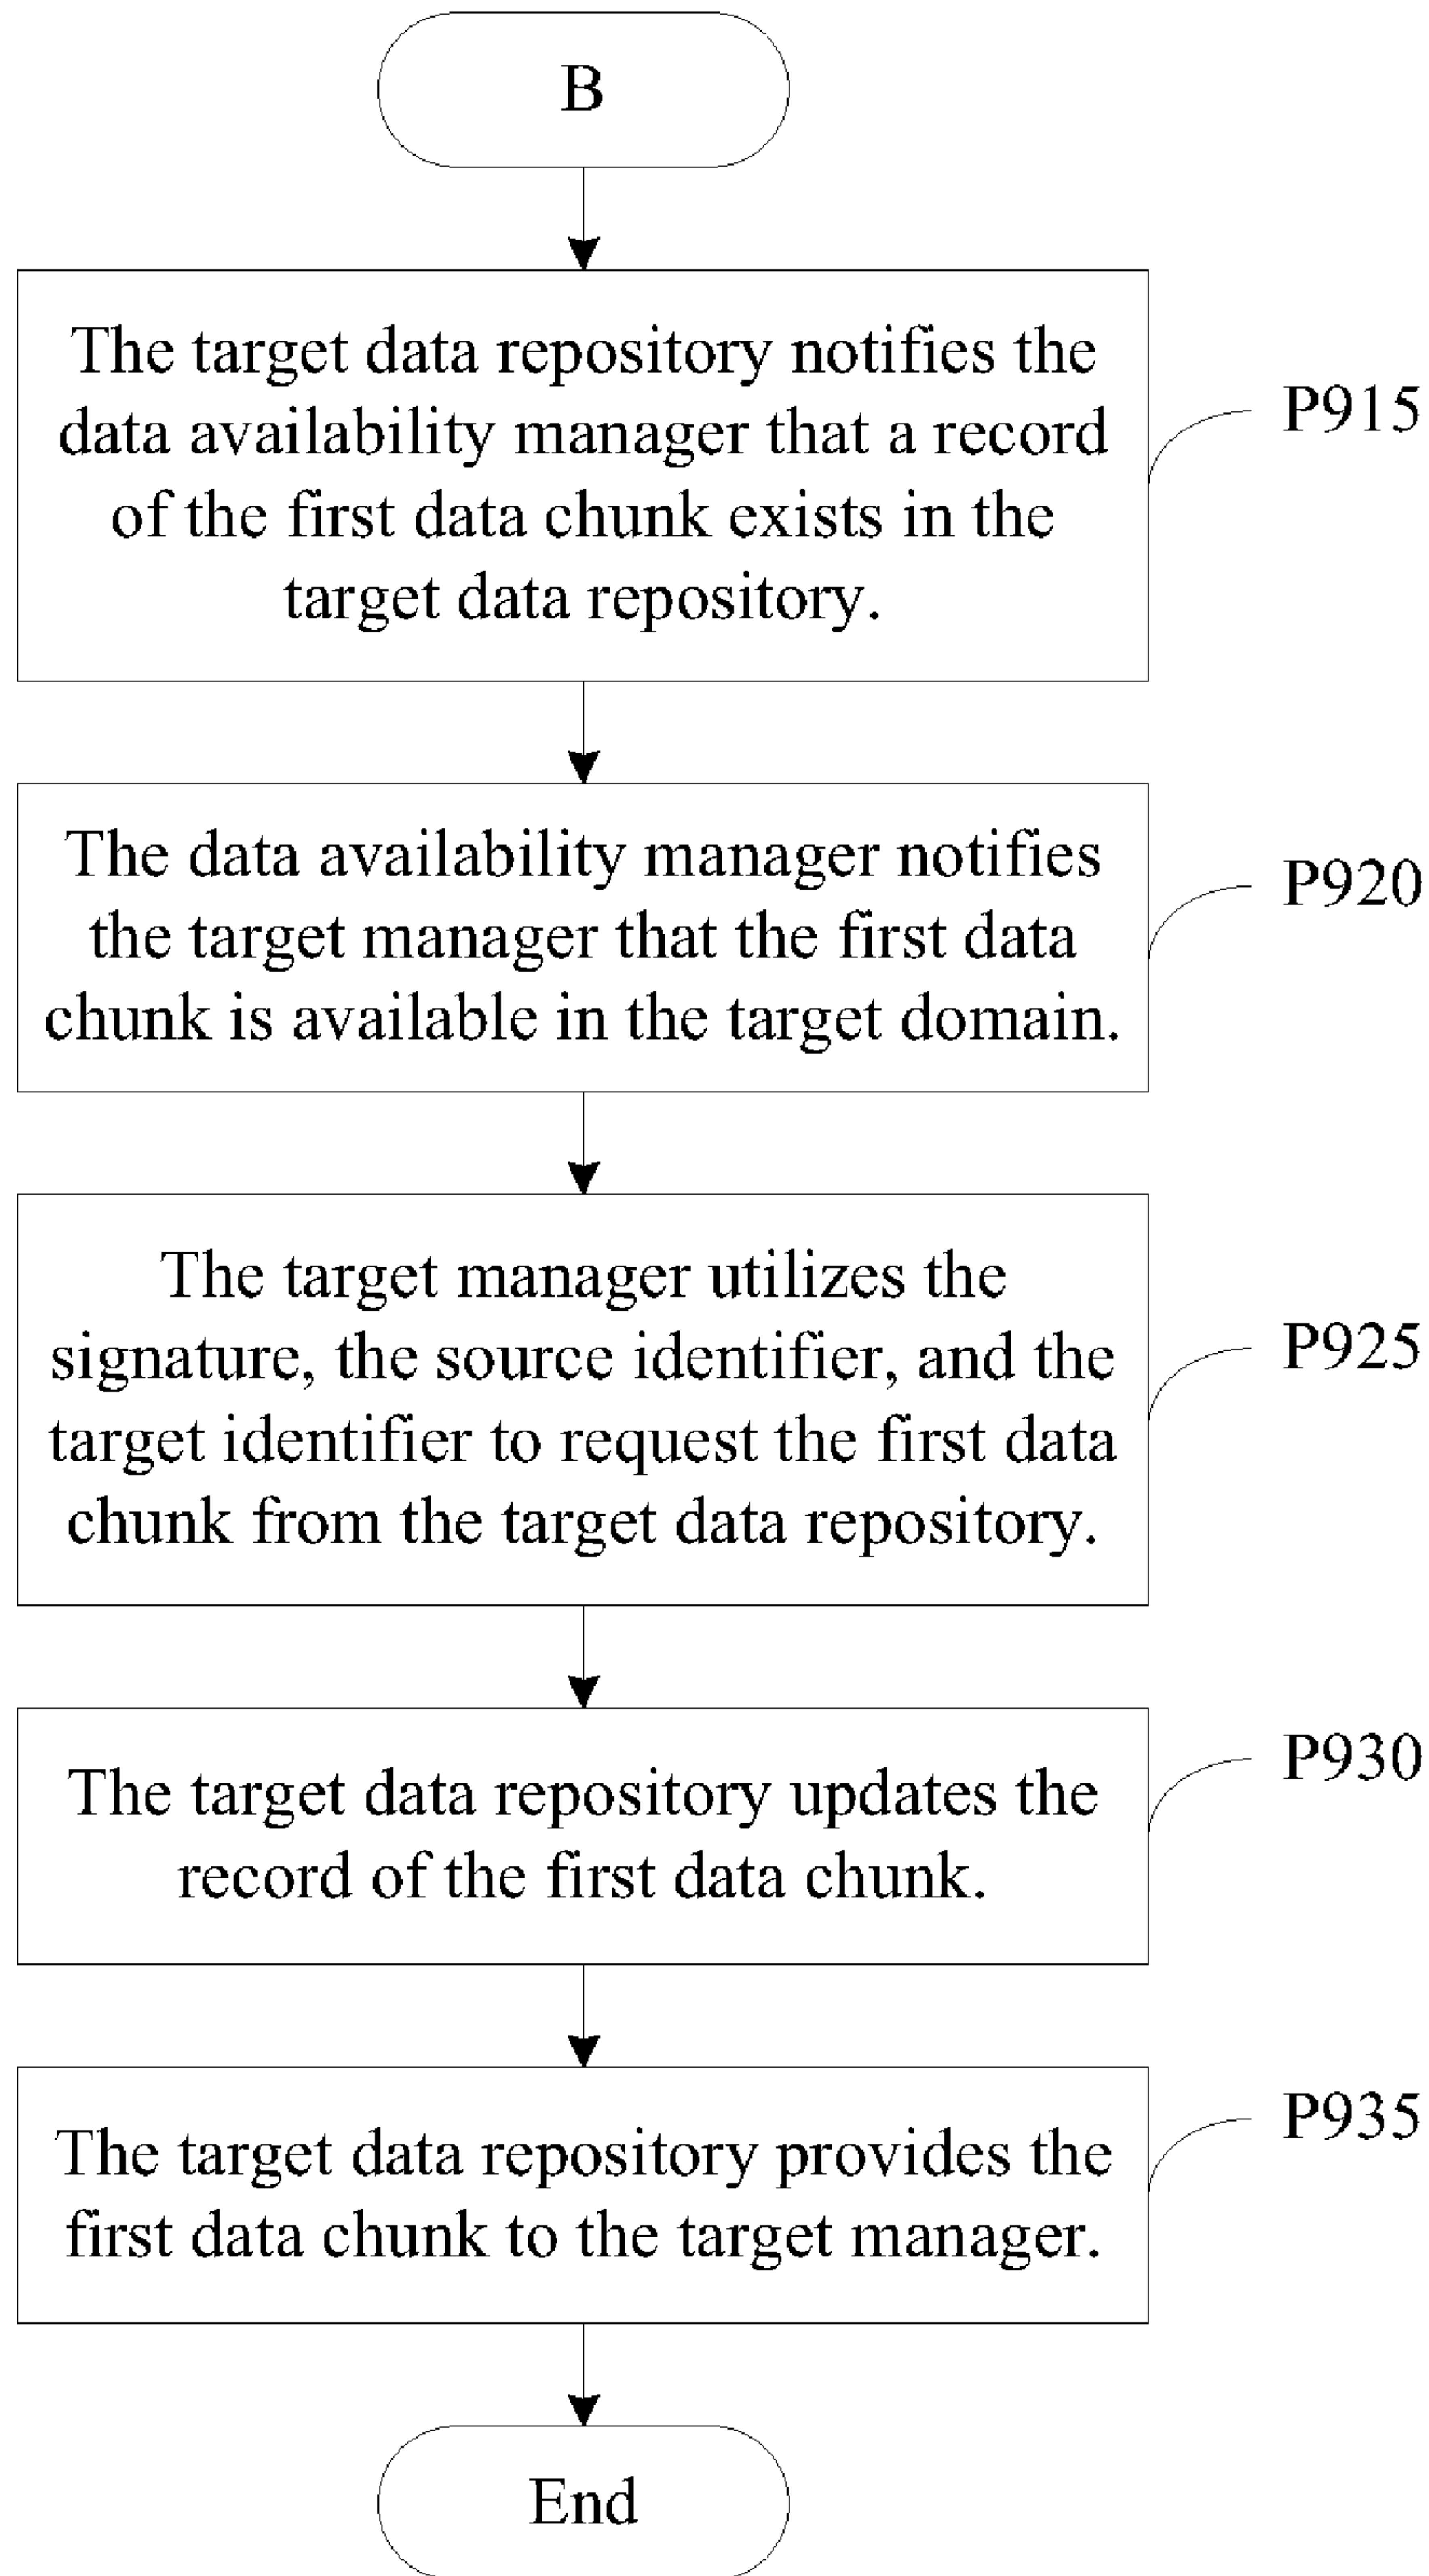 B
The target data repository notifies the
data availability manager that a record
of the first data chunk exists in the
target data repository.
P915
The data availability manager notifies
the target manager that the first data
chunk is available in the target domain.
P920
The target manager utilizes the
signature, the source identifier, and the
target identifier to request the first data
chunk from the target data repository.
P925
The target data repository updates the
record of the first data chunk.
P930
The target data repository provides the
first data chunk to the target manager.
P935
End